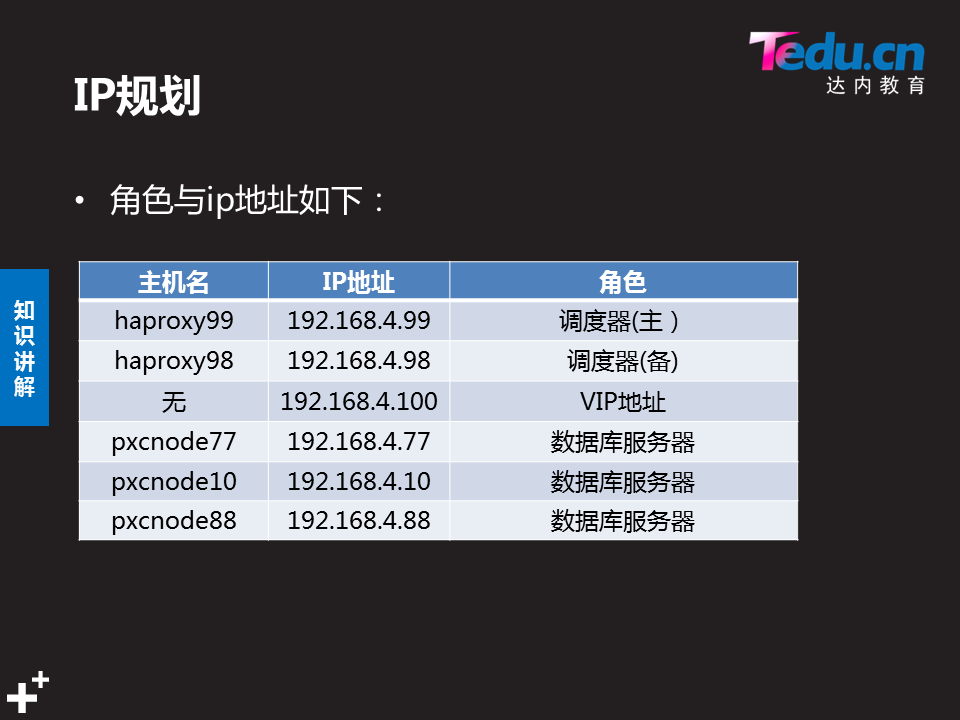 Tedu.cn
达内教育
IP规划
• 角色与ip地址如下：
知识讲解
主机名 IP地址 角色
haproxy99 192.168.4.99 调度器(主）
haproxy98 192.168.4.98 调度器(备)
无 192.168.4.100 VIP地址
pxcnode77 192.168.4.77 数据库服务器
pxcnode10 192.168.4.10 数据库服务器
pxcnode88 192.168.4.88 数据库服务器